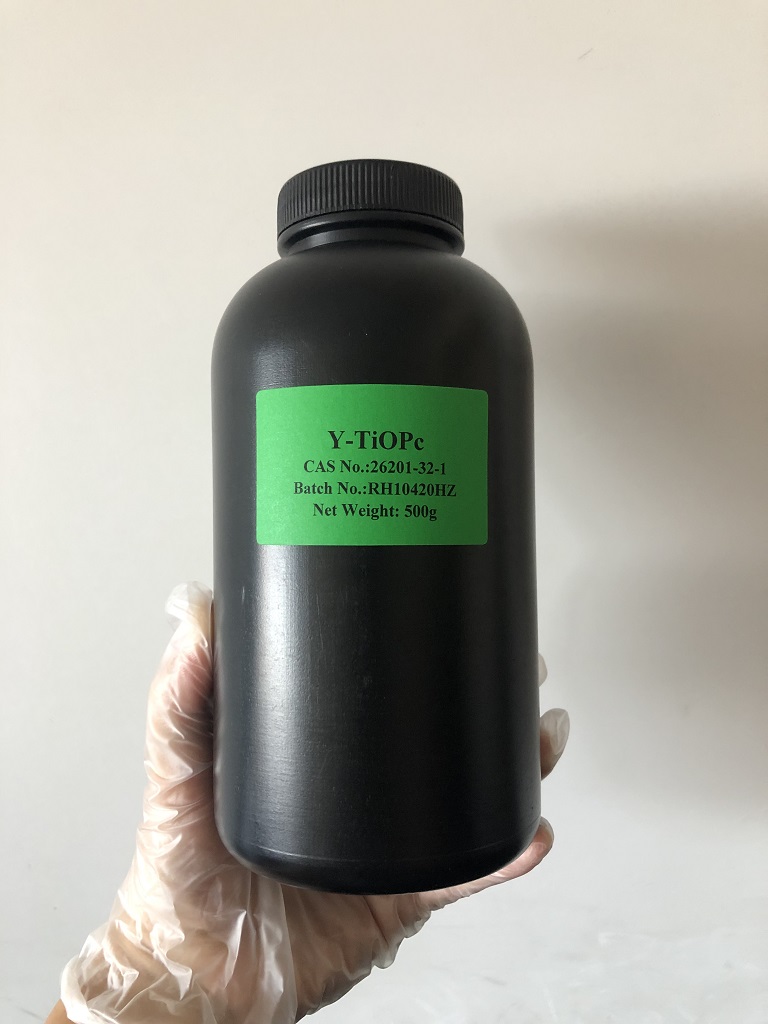 Y-TiOPc
CAS No.:26201-32-1
Batch No.:RH10420HZ
Net Weight: 500g